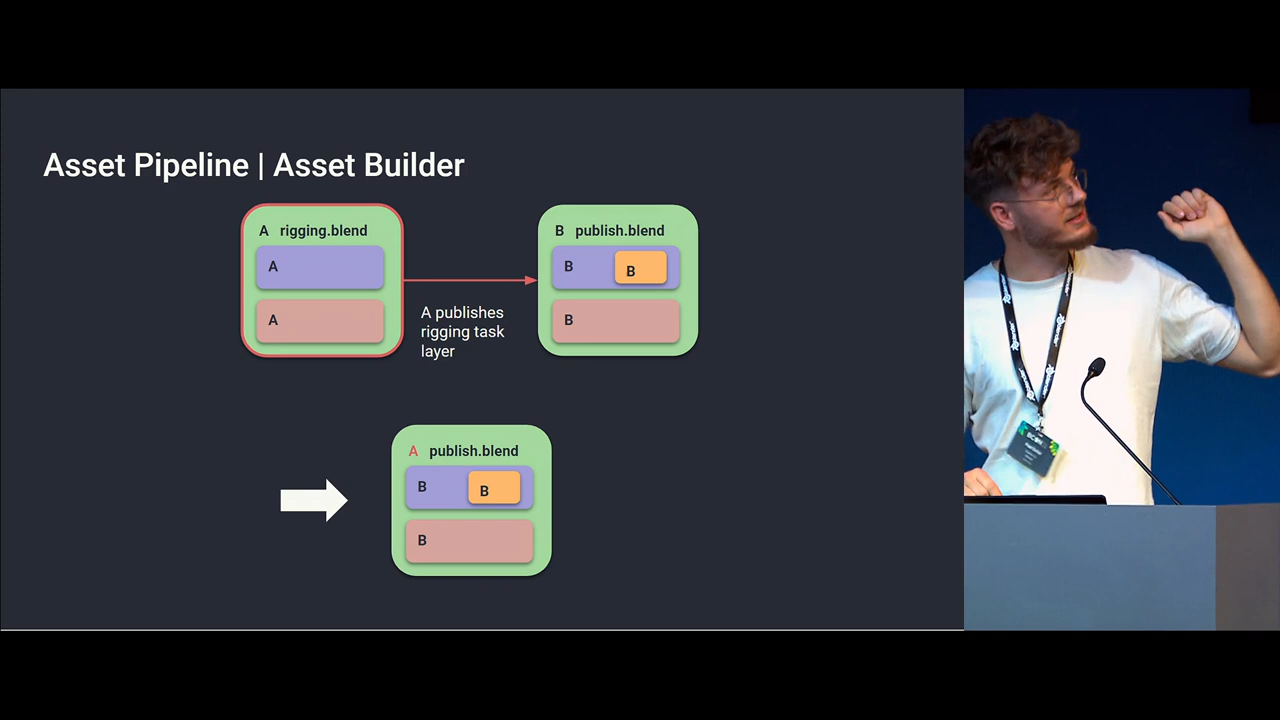 Asset Pipeline | Asset Builder
A rigging.blend
A
A
A publishes
rigging task
layer
B publish.blend
B
B
B
A publish.blend
B
B
B